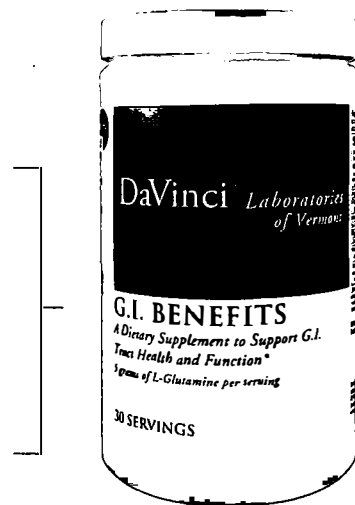 DaVinci Laboratories
of Vermont
G.I. BENEFITS
A Dietary Supplement to Support G.I.
Tract Health and Function*
5 grams of L-Glutamine per serving
30 SERVINGS